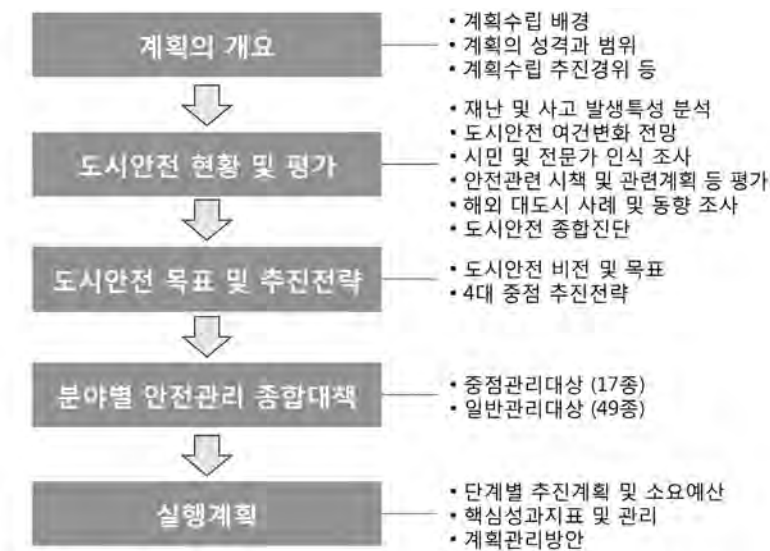 계획의 개요
• 계획수립 배경
• 계획의 성격과 범위
• 계획수립 추진경위 등
도시안전 현황 및 평가
• 재난 및 사고 발생특성 분석
• 도시안전 여건변화 전망
• 시민 및 전문가 인식 조사
• 안전관련 시책 및 관련계획 등 평가
• 해외 대도시 사례 및 동향 조사
• 도시안전 종합진단
도시안전 목표 및 추진전략
• 도시안전 비전 및 목표
• 4대 중점 추진전략
분야별 안전관리 종합대책
• 중점관리대상 (17종)
• 일반관리대상 (49종)
실행계획
• 단계별 추진계획 및 소요예산
• 핵심성과지표 및 관리
• 계획관리방안